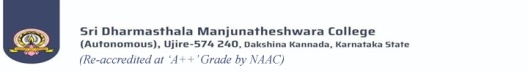 Sri Dharmasthala Manjunatheshwara College
(Autonomous), Ujire-574 240, Dakshina Kannada, Karnataka State
(Re-accredited at ‘A++’Grade by NAAC)